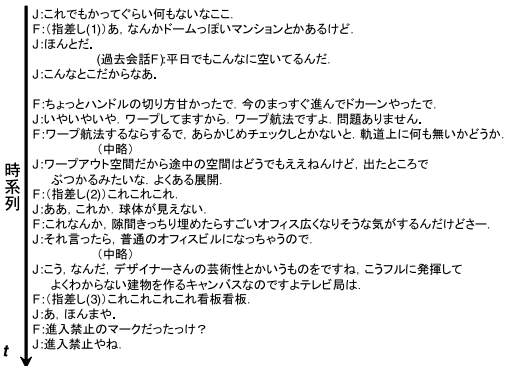 J:これでもかってぐらい何もないなここ.
F:(指差し(1))あ, なんかドームっぽいマンションとかあるけど.
J:ほんとだ.
(過去会話F):平日でもこんなに空いてるんだ.
J:こんなとこだからなあ.
F:ちょっとハンドルの切り方甘かったで. 今のまっすぐ進んでドカーンやったで.
J:いやいやいや. ワープしてますから. ワープ航法ですよ. 問題ありません.
F:ワープ航法するならするで, あらかじめチェックしとかないと. 軌道上に何も無いかどうか.
(中略)
J:ワープアウト空間だから途中の空間はどうでもええねんけど, 出たところで
ぶつかるみたいな. よくある展開.
F:(指差し(2))これこれこれ.
J:ああ, これか. 球体が見えない.
F:これなんか, 隙間きっちり埋めたらすごいオフィス広くなりそうな気がするんだけどさー.
J:それ言ったら, 普通のオフィスビルになっちゃうので.
(中略)
J:こう, なんだ, デザイナーさんの芸術性とかいうものをですね, こうフルに発揮して
よくわからない建物を作るキャンバスなのですよテレビ局は.
F:(指差し(3))これこれこれこれ看板看板.
J:あ, ほんまや.
F:進入禁止のマークだったっけ?
J:進入禁止やね.
時系列
t